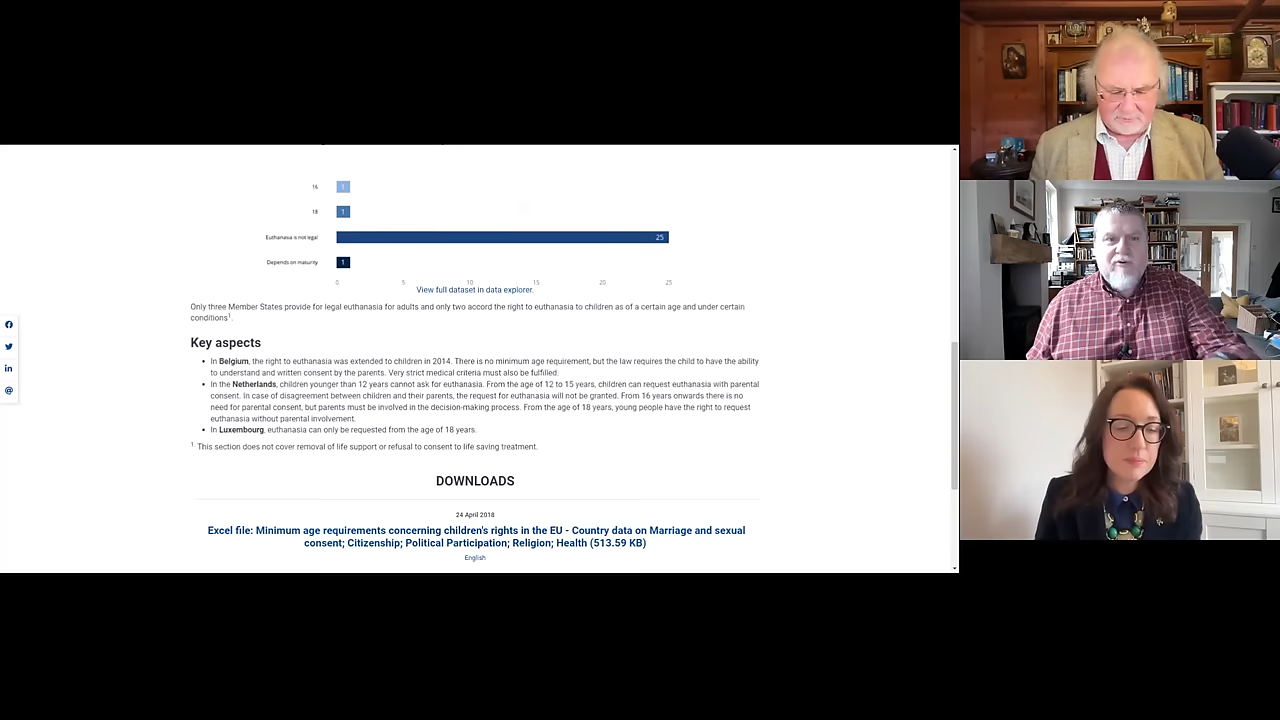 16
1
18
1
Euthanasia is not legal
25
Depends on maturity
1
0
5
10
15
20
25
View full dataset in data explorer.
Only three Member States provide for legal euthanasia for adults and only two accord the right to euthanasia to children as of a certain age and under certain
conditions1.
Key aspects
• In Belgium, the right to euthanasia was extended to children in 2014. There is no minimum age requirement, but the law requires the child to have the ability
to understand and written consent by the parents. Very strict medical criteria must also be fulfilled.
• In the Netherlands, children younger than 12 years cannot ask for euthanasia. From the age of 12 to 15 years, children can request euthanasia with parental
consent. In case of disagreement between children and their parents, the request for euthanasia will not be granted. From 16 years onwards there is no
need for parental consent, but parents must be involved in the decision-making process. From the age of 18 years, young people have the right to request
euthanasia without parental involvement.
• In Luxembourg, euthanasia can only be requested from the age of 18 years.
1. This section does not cover removal of life support or refusal to consent to life saving treatment.
DOWNLOADS
24 April 2018
Excel file: Minimum age requirements concerning children's rights in the EU - Country data on Marriage and sexual
consent; Citizenship; Political Participation; Religion; Health (513.59 KB)
English